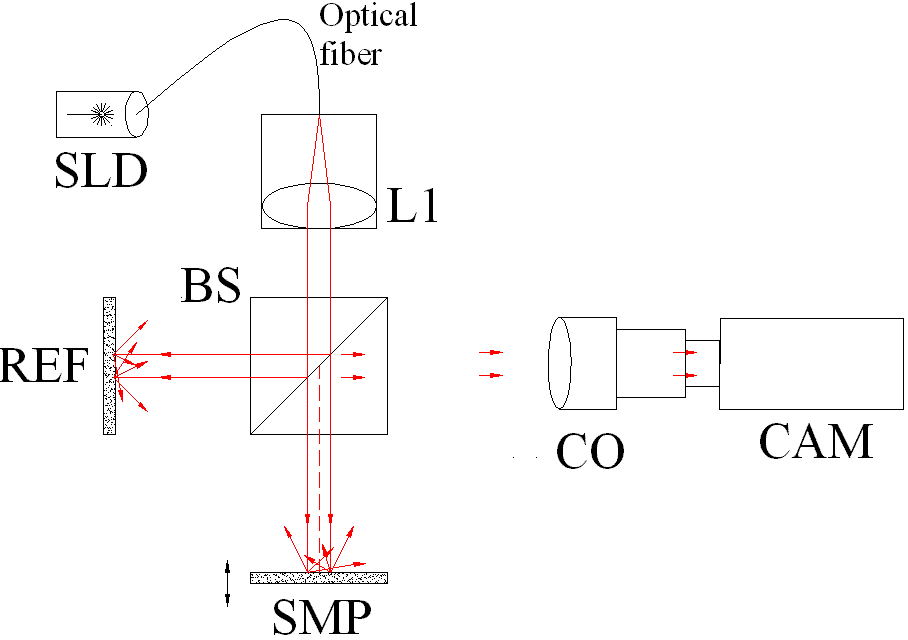 Optical
fiber
SLD
L1
BS
REF
CO
CAM
SMP